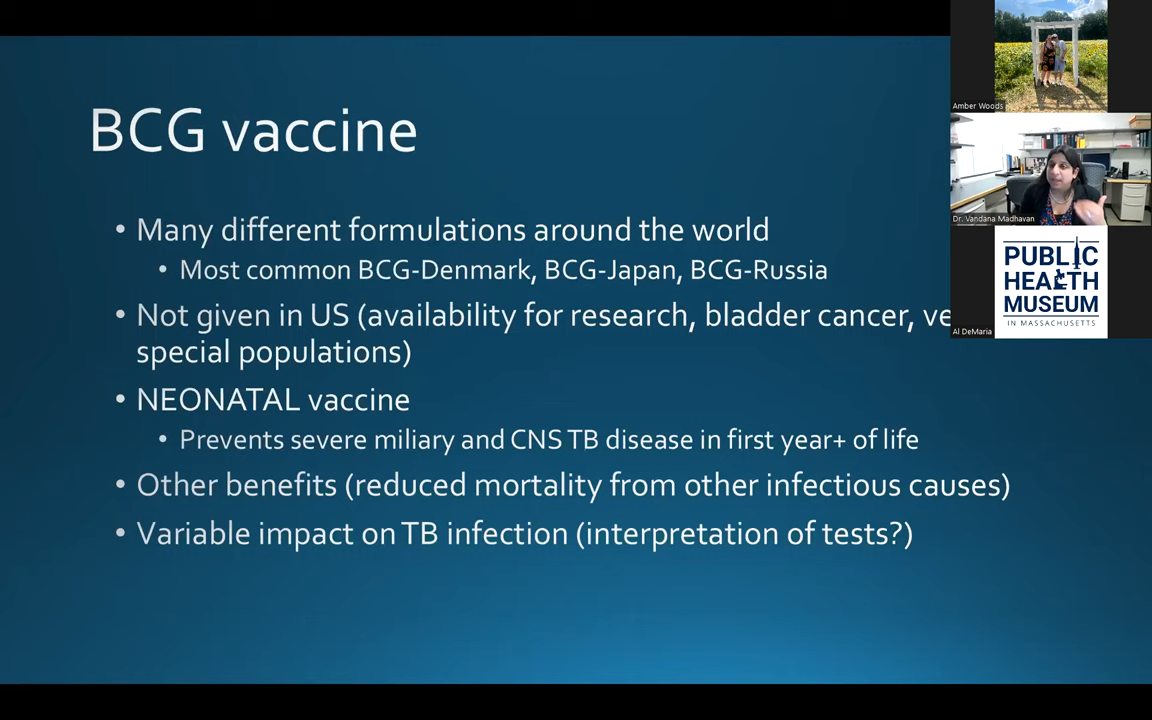 BCG vaccine
• Many different formulations around the world
• Most common BCG-Denmark, BCG-Japan, BCG-Russia
• Not given in US (availability for research, bladder cancer,
special populations)
• NEONATAL vaccine
• Prevents severe miliary and CNS TB disease in first year+ of life
• Other benefits (reduced mortality from other infectious causes)
• Variable impact on TB infection (interpretation of tests?)
Amber Woods
Dr. Vandana Madhavan
PUBLIC
HEALTH
MUSEUM
IN MASSACHUSETTS
Al DeMaria